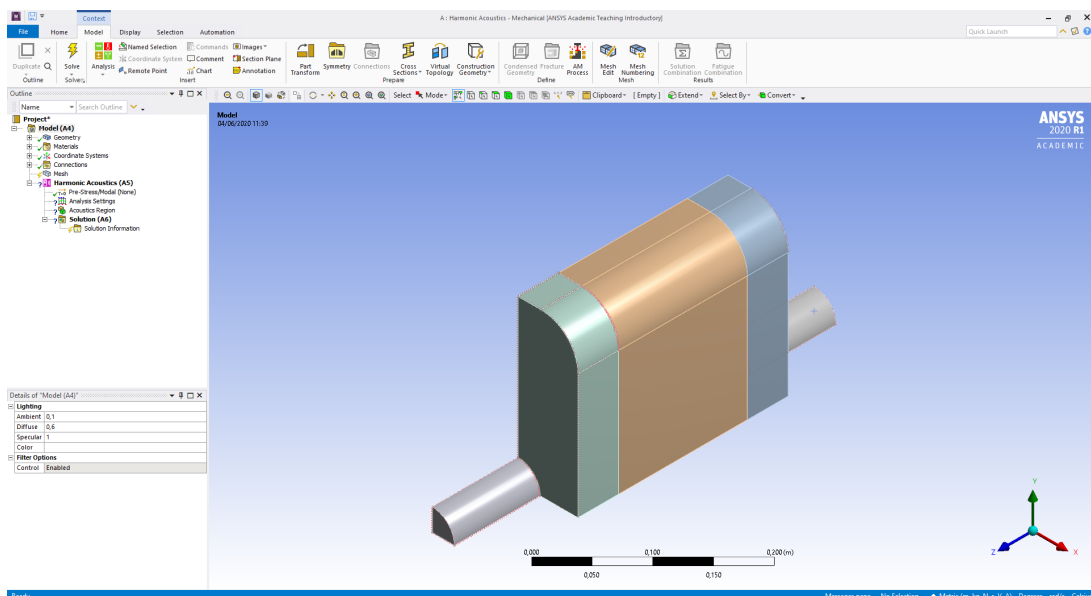 Context
A : Harmonic Acoustics - Mechanical [ANSYS Academic Teaching Introductory]
File Home Model Display Selection Automation
Quick Launch
Duplicate
Outline
Solve
Solver
Analysis
Named Selection
Coordinate System
Remote Point
Commands
Comment
Chart
Images
Section Plane
Annotation
Insert
Part Transform
Symmetry
Connections
Cross Sections
Virtual Topology
Construction Geometry
Prepare
Condensed Geometry
Fracture
AM Process
Define
Mesh Edit
Mesh Numbering
Mesh
Solution Combination
Fatigue Combination
Results
Outline
Name Search Outline
Select Mode Clipboard [Empty] Extend Select By Convert
Project*
Model (A4)
Geometry
Materials
Coordinate Systems
Connections
Mesh
Harmonic Acoustics (A5)
Pre-Stress/Modal (None)
Analysis Settings
Acoustics Region
Solution (A6)
Solution Information
Model
04/06/2020 11:39
ANSYS
2020 R1
ACADEMIC
Details of "Model (A4)"
Lighting
Ambient 0,1
Diffuse 0,6
Specular 1
Color
Filter Options
Control Enabled
0,000 0,100 0,200 (m)
0,050 0,150
Y
Z X